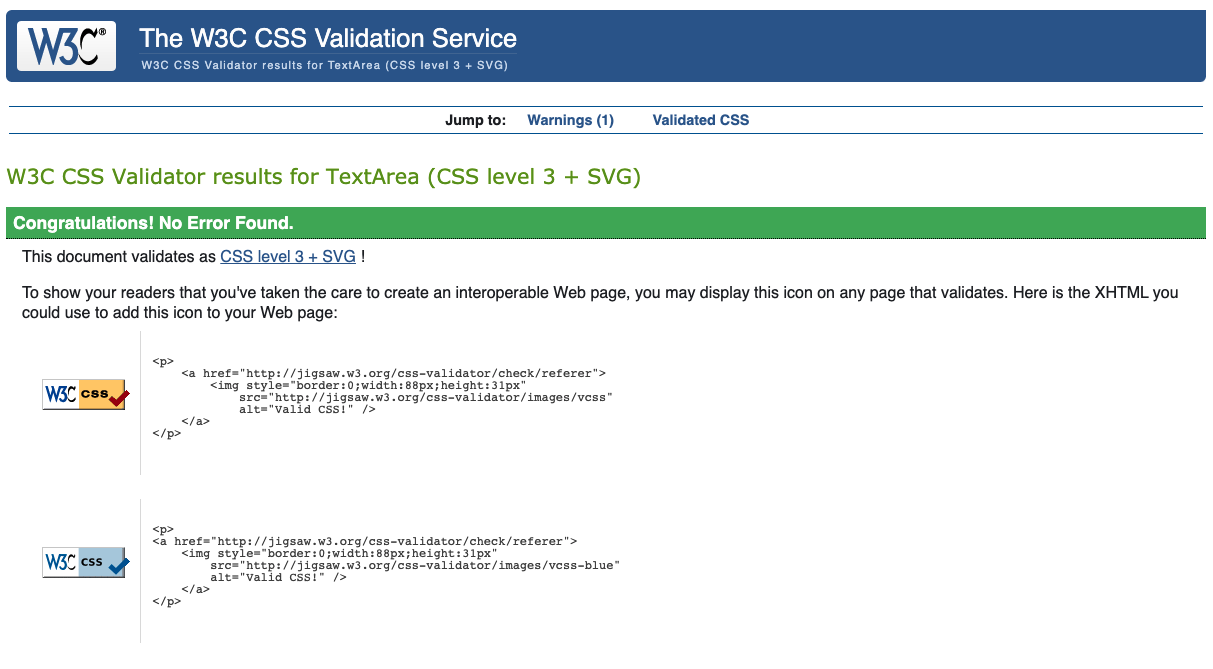 W3C®
The W3C CSS Validation Service
W3C CSS Validator results for TextArea (CSS level 3 + SVG)
Jump to: Warnings (1) Validated CSS
W3C CSS Validator results for TextArea (CSS level 3 + SVG)
Congratulations! No Error Found.
This document validates as CSS level 3 + SVG !
To show your readers that you've taken the care to create an interoperable Web page, you may display this icon on any page that validates. Here is the XHTML you
could use to add this icon to your Web page:
W3C css
<p>
    <a href="http://jigsaw.w3.org/css-validator/check/referer">
        <img style="border:0;width:88px;height:31px"
            src="http://jigsaw.w3.org/css-validator/images/vcss"
            alt="Valid CSS!" />
    </a>
</p>
W3C css
<p>
<a href="http://jigsaw.w3.org/css-validator/check/referer">
    <img style="border:0;width:88px;height:31px"
        src="http://jigsaw.w3.org/css-validator/images/vcss-blue"
        alt="Valid CSS!" />
    </a>
</p>